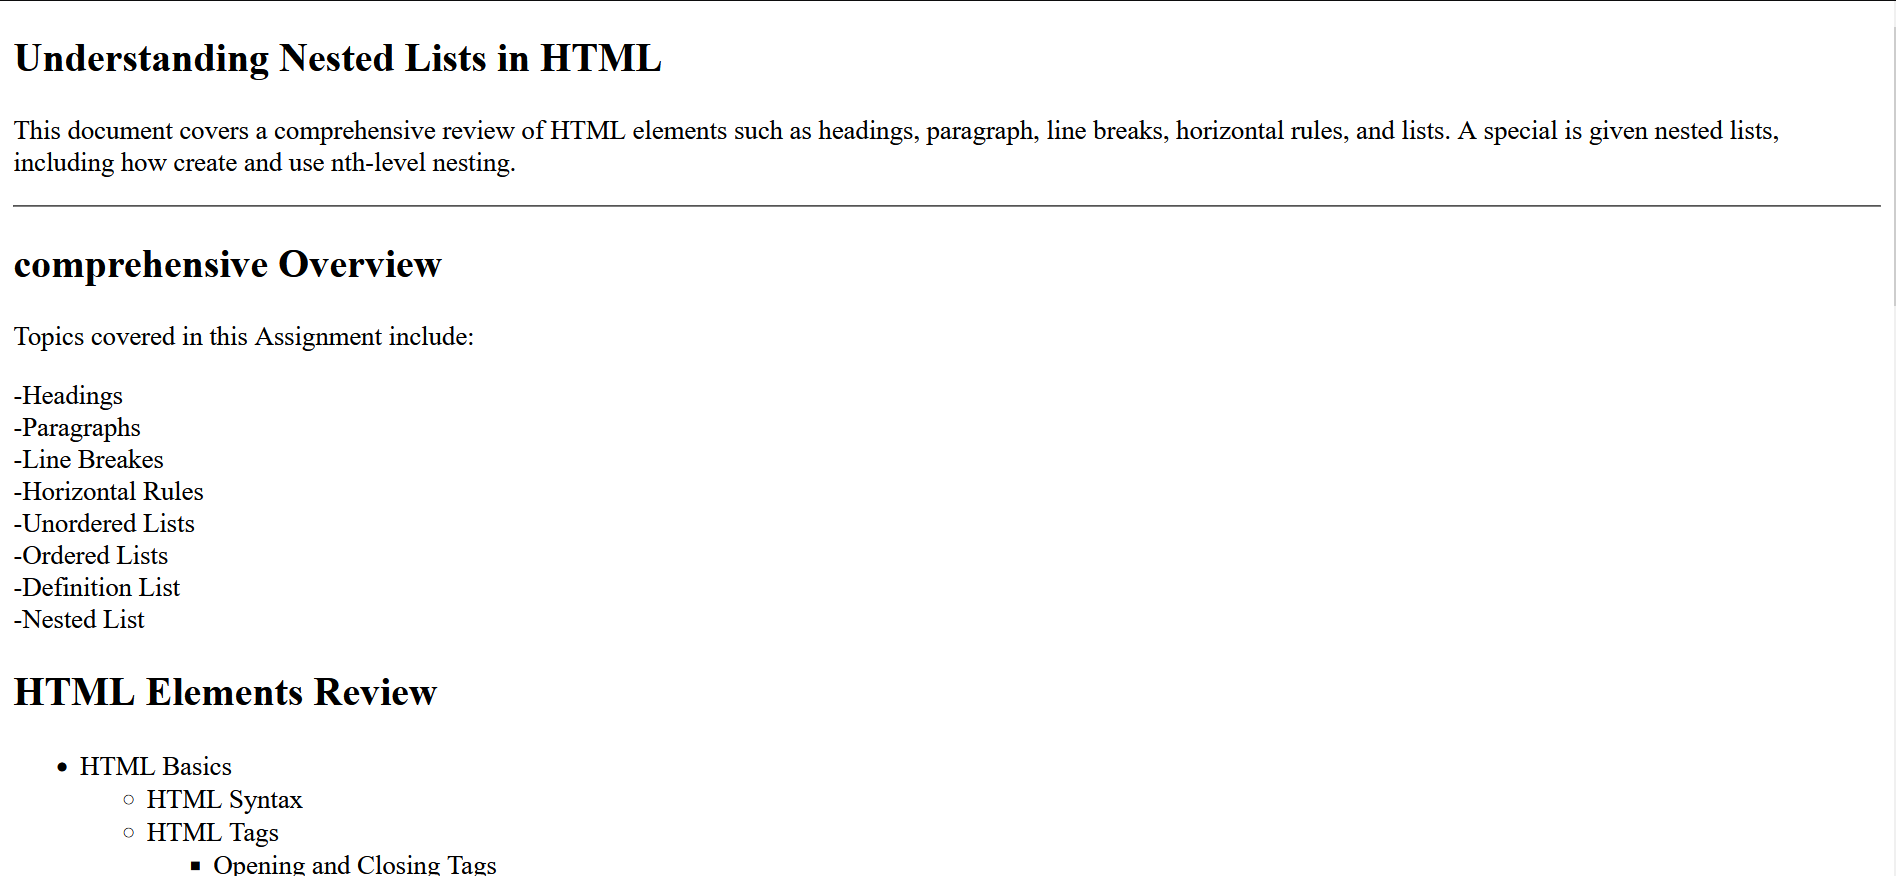 Understanding Nested Lists in HTML
This document covers a comprehensive review of HTML elements such as headings, paragraph, line breaks, horizontal rules, and lists. A special is given nested lists,
including how create and use nth-level nesting.
comprehensive Overview
Topics covered in this Assignment include:
-Headings
-Paragraphs
-Line Breakes
-Horizontal Rules
-Unordered Lists
-Ordered Lists
-Definition List
-Nested List
HTML Elements Review
• HTML Basics
○ HTML Syntax
○ HTML Tags
▪ Opening and Closing Tags